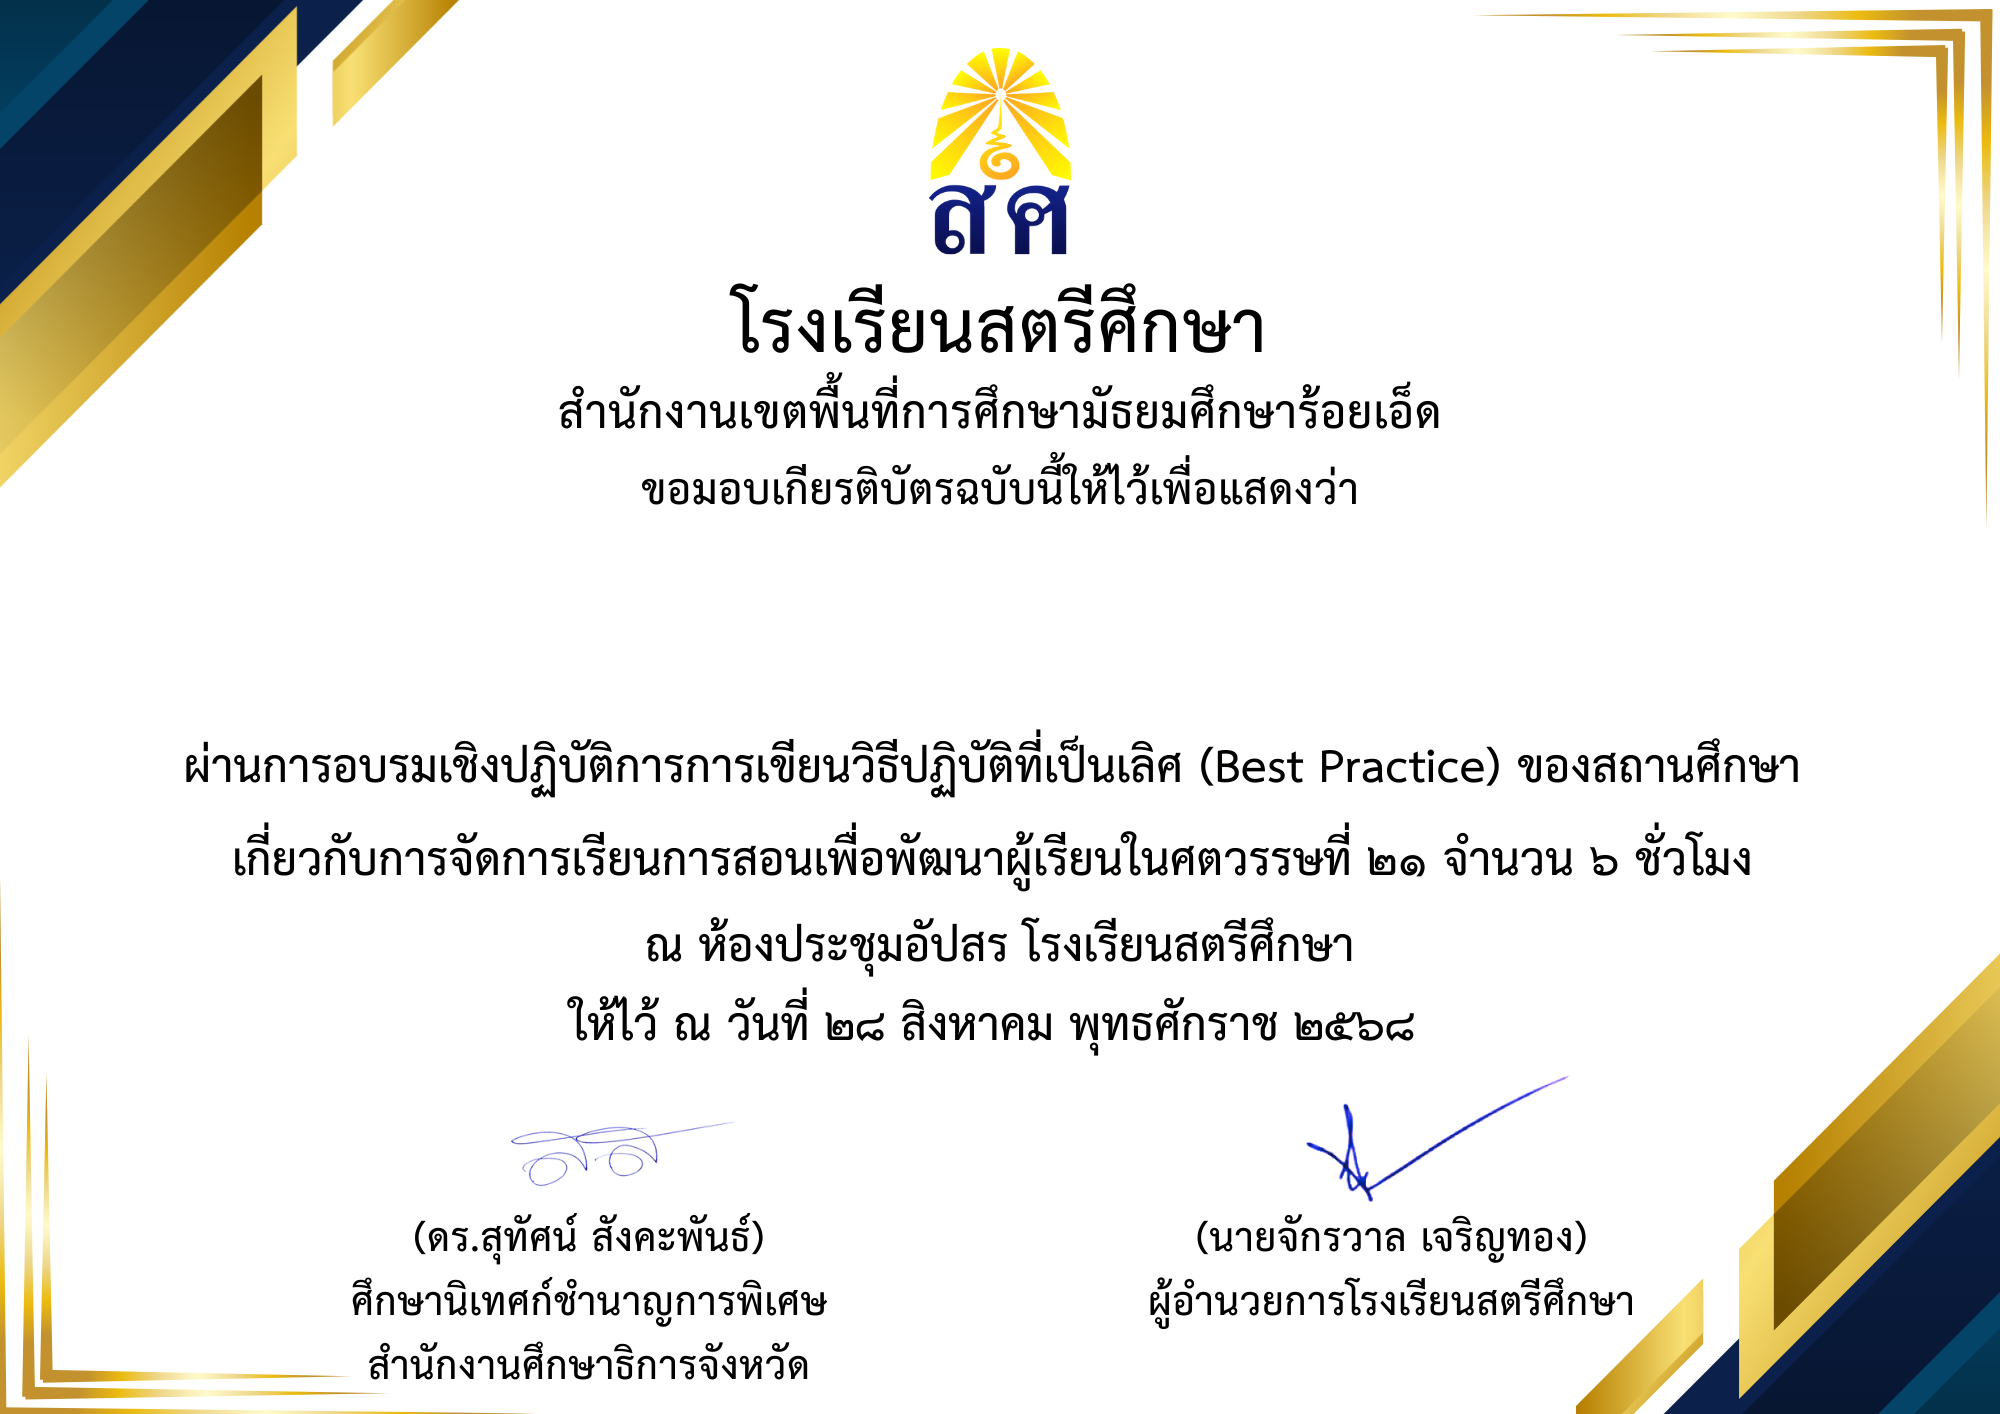 สศ
โรงเรียนสตรีศึกษา
สำนักงานเขตพื้นที่การศึกษามัธยมศึกษาร้อยเอ็ด
ขอมอบเกียรติบัตรฉบับนี้ให้ไว้เพื่อแสดงว่า
ผ่านการอบรมเชิงปฏิบัติการการเขียนวิธีปฏิบัติที่เป็นเลิศ (Best Practice) ของสถานศึกษา
เกี่ยวกับการจัดการเรียนการสอนเพื่อพัฒนาผู้เรียนในศตวรรษที่ ๒๑ จำนวน ๖ ชั่วโมง
ณ ห้องประชุมอัปสร โรงเรียนสตรีศึกษา
ให้ไว้ ณ วันที่ ๒๘ สิงหาคม พุทธศักราช ๒๕๖๘
(ดร.สุทัศน์ สังคะพันธ์)
ศึกษานิเทศก์ชำนาญการพิเศษ
สำนักงานศึกษาธิการจังหวัด
(นายจักรวาล เจริญทอง)
ผู้อำนวยการโรงเรียนสตรีศึกษา